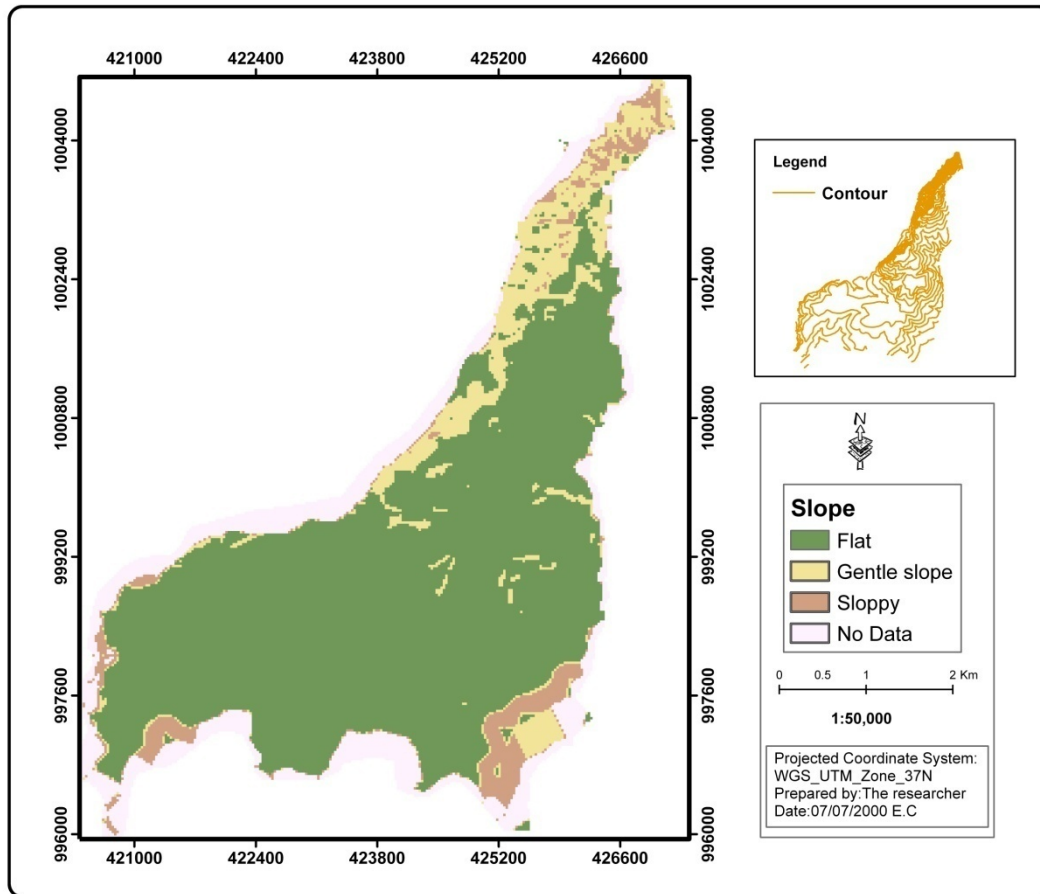 421000 422400 423800 425200 426600
1004000
1002400
1000800
999200
997600
996000
1004000
1002400
1000800
999200
997600
996000
421000 422400 423800 425200 426600
Legend
Contour
N
Slope
Flat
Gentle slope
Sloppy
No Data
0 0.5 1 2 Km
1:50,000
Projected Coordinate System:
WGS_UTM_Zone_37N
Prepared by:The researcher
Date:07/07/2000 E.C